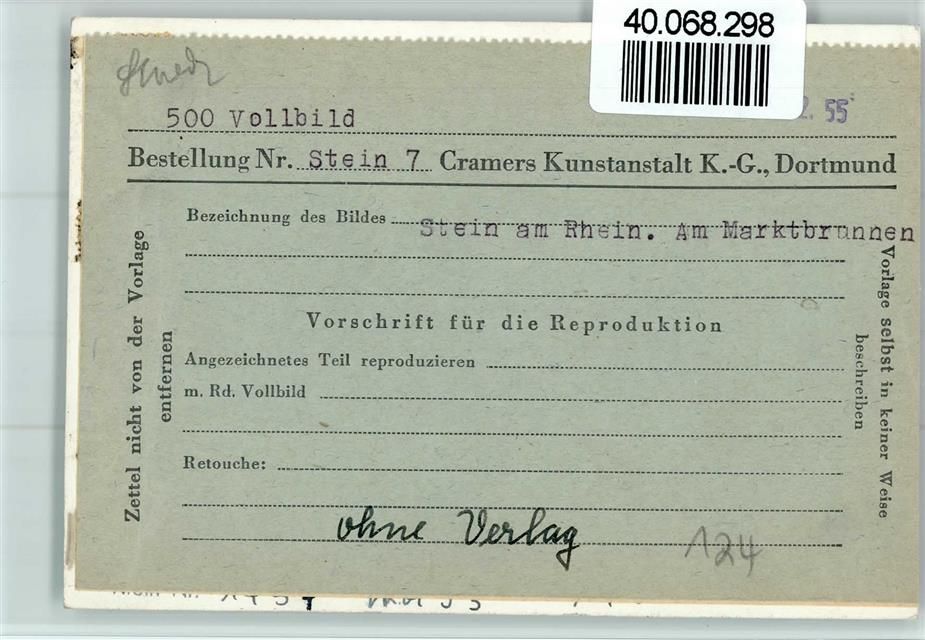 40.068.298
55
500 Vollbild
Bestellung Nr. Stein 7 Cramers Kunstanstalt K.-G., Dortmund
Bezeichnung des Bildes Stein am Rhein. Am Marktbrunnen
Vorschrift für die Reproduktion
Angezeichnetes Teil reproduzieren
m. Rd. Vollbild
Retouche:
ohne Verlag
124
Zettel nicht von der Vorlage
entfernen
Vorlage selbst in keiner Weise
beschreiben